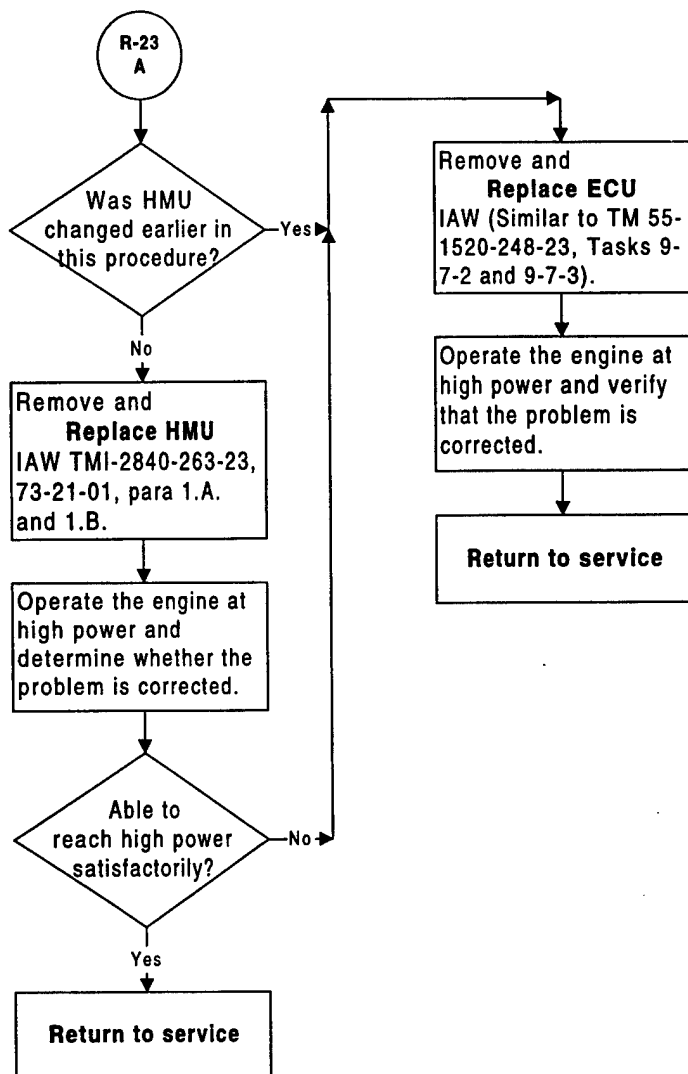 R-23
A
Was HMU
changed earlier in
this procedure?
Yes
No
Remove and
Replace HMU
IAW TMI-2840-263-23,
73-21-01, para 1.A.
and 1.B.
Operate the engine at
high power and
determine whether the
problem is corrected.
Able to
reach high power
satisfactorily?
No
Yes
Return to service
Remove and
Replace ECU
IAW (Similar to TM 55-
1520-248-23, Tasks 9-
7-2 and 9-7-3).
Operate the engine at
high power and verify
that the problem is
corrected.
Return to service